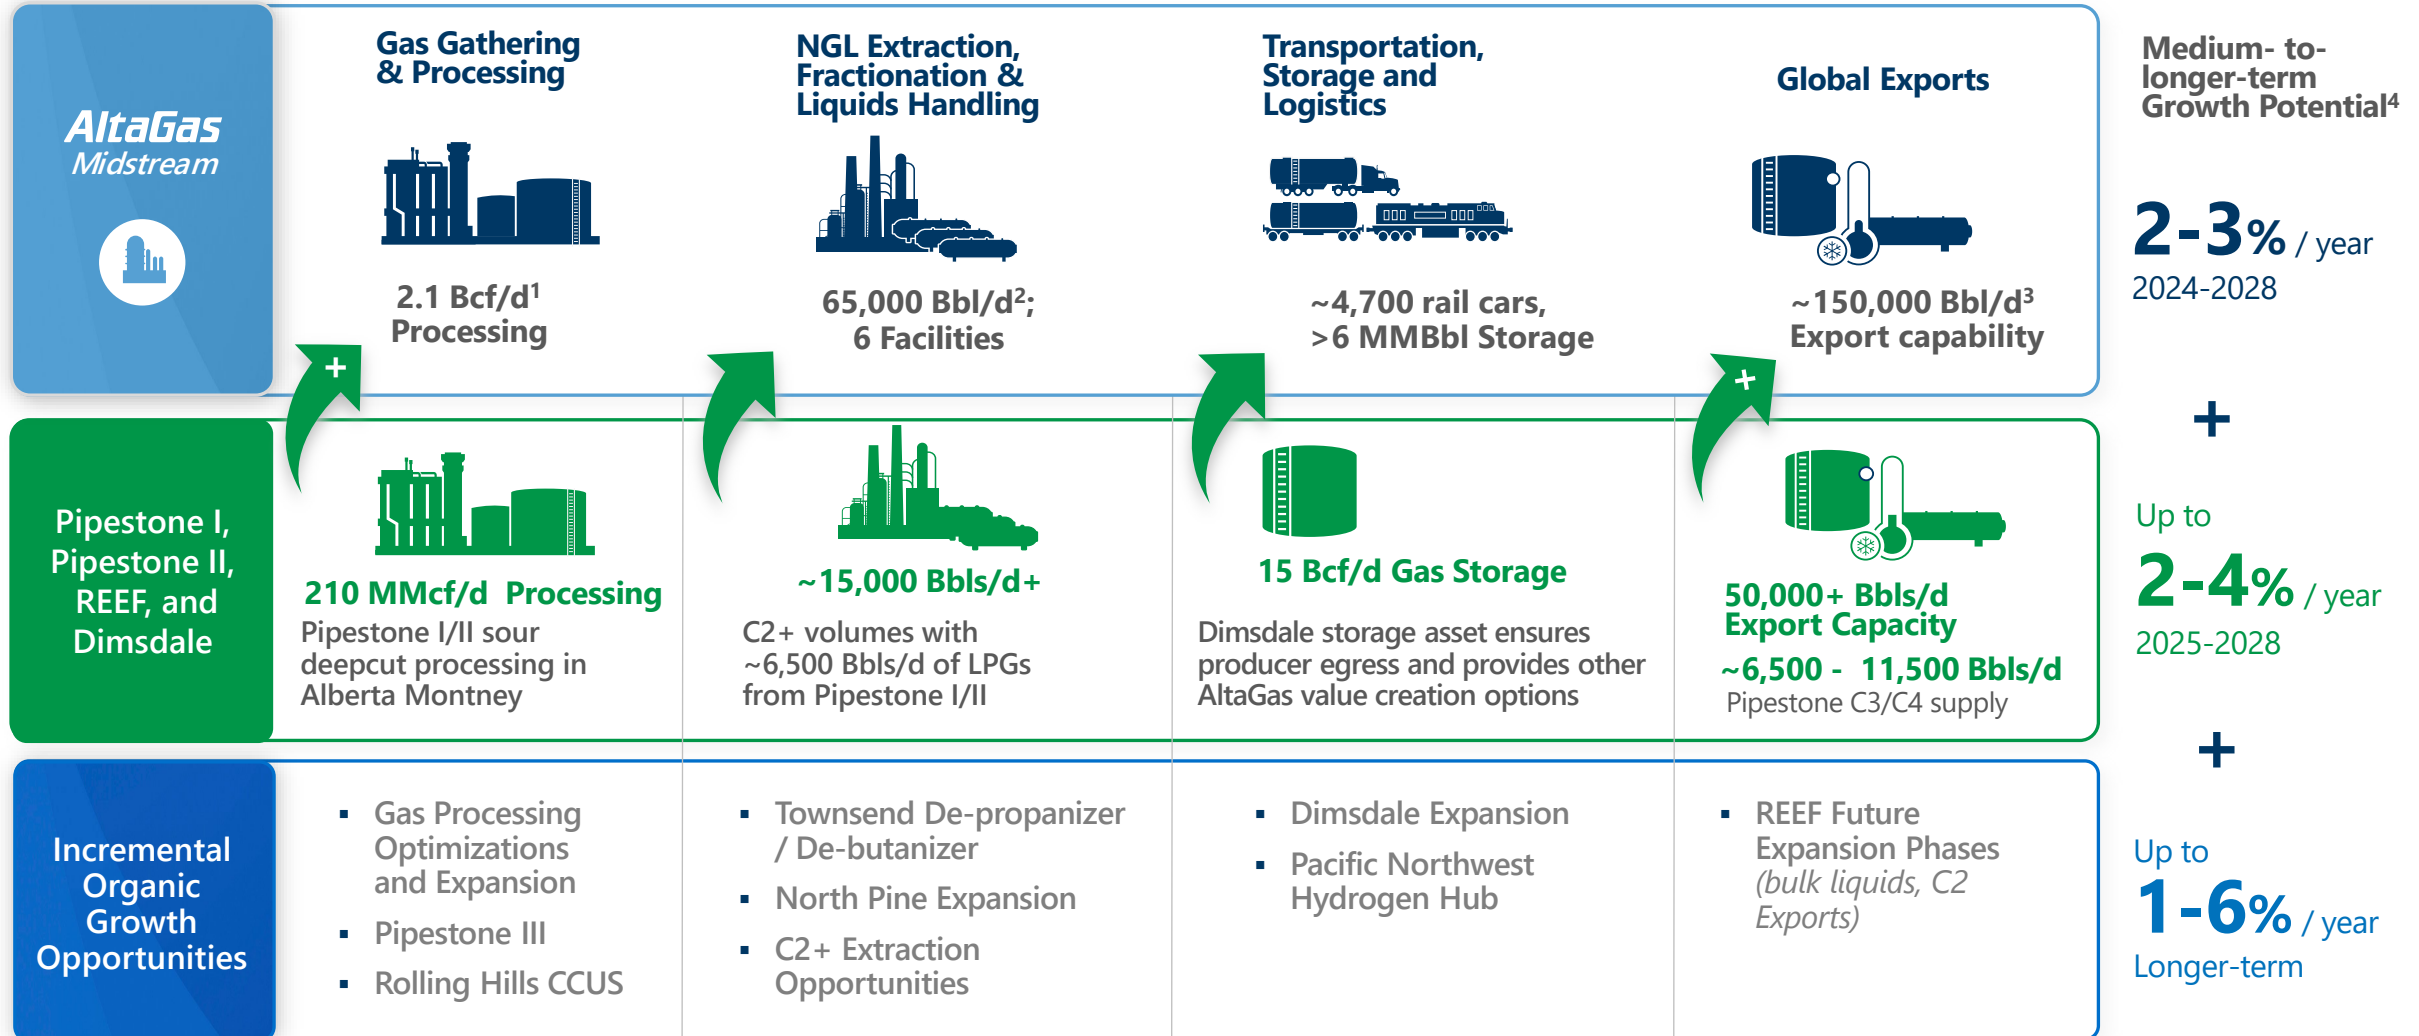 AltaGas
Midstream
Gas Gathering
& Processing
2.1 Bcf/d¹
Processing
NGL Extraction,
Fractionation &
Liquids Handling
65,000 Bbl/d²;
6 Facilities
Transportation,
Storage and
Logistics
~4,700 rail cars,
>6 MMBbl Storage
Global Exports
~150,000 Bbl/d³
Export capability
Medium- to-
longer-term
Growth Potential⁴
2-3% / year
2024-2028
+
+
+
Pipestone I,
Pipestone II,
REEF, and
Dimsdale
210 MMcf/d Processing
Pipestone I/II sour
deepcut processing in
Alberta Montney
~15,000 Bbls/d+
C2+ volumes with
~6,500 Bbls/d of LPGs
from Pipestone I/II
15 Bcf/d Gas Storage
Dimsdale storage asset ensures
producer egress and provides other
AltaGas value creation options
50,000+ Bbls/d
Export Capacity
~6,500 - 11,500 Bbls/d
Pipestone C3/C4 supply
Up to
2-4% / year
2025-2028
+
Incremental
Organic
Growth
Opportunities
▪ Gas Processing
Optimizations
and Expansion
▪ Pipestone III
▪ Rolling Hills CCUS
▪ Townsend De-propanizer
/ De-butanizer
▪ North Pine Expansion
▪ C2+ Extraction
Opportunities
▪ Dimsdale Expansion
▪ Pacific Northwest
Hydrogen Hub
▪ REEF Future
Expansion Phases
(bulk liquids, C2
Exports)
Up to
1-6% / year
Longer-term